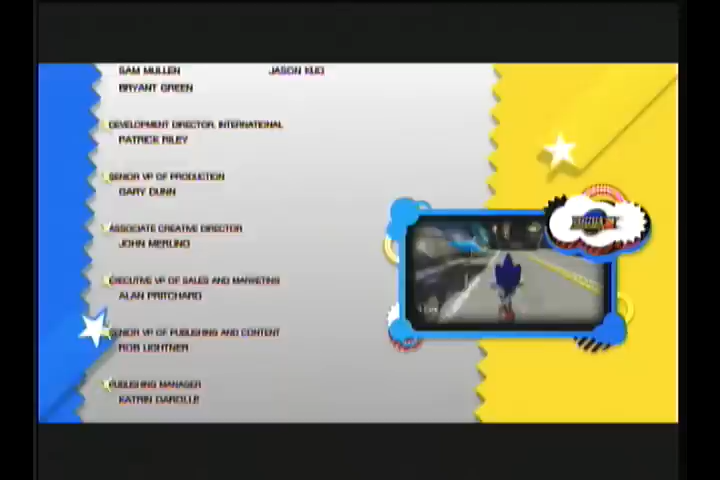 SAM MULLEN JASON KUO
BRYANT GREEN
DEVELOPMENT DIRECTOR, INTERNATIONAL
PATRICK RILEY
SENIOR VP OF PRODUCTION
GARY DUNN
ASSOCIATE CREATIVE DIRECTOR
JOHN MERLINO
EXECUTIVE VP OF SALES AND MARKETING
ALAN PRITCHARD
SENIOR VP OF PUBLISHING AND CONTENT
ROB LIGHTNER
PUBLISHING MANAGER
KATRIN DAROLLE